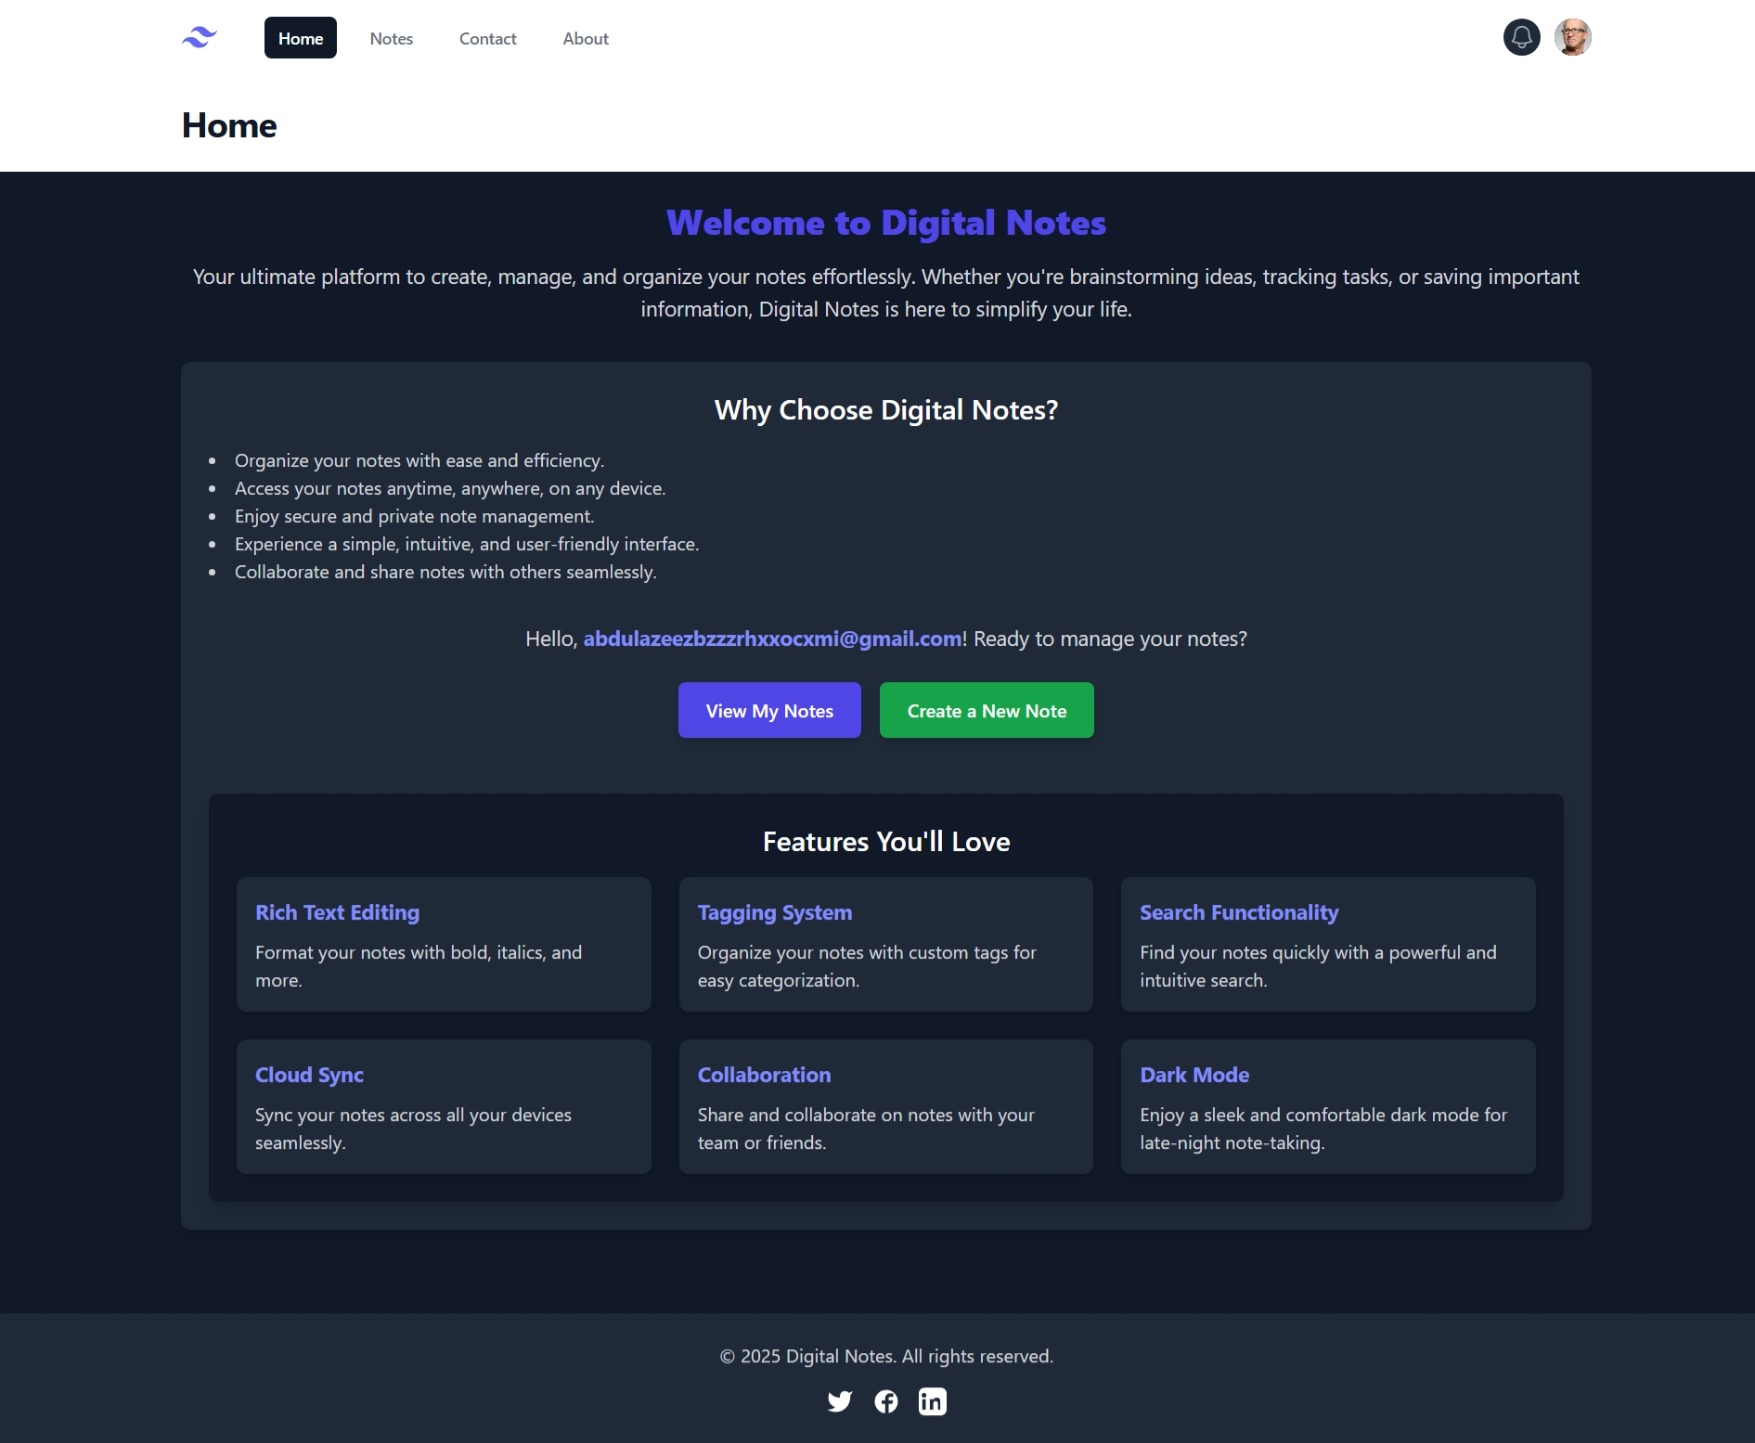 Home
Notes
Contact
About
Home
Welcome to Digital Notes
Your ultimate platform to create, manage, and organize your notes effortlessly. Whether you're brainstorming ideas, tracking tasks, or saving important
information, Digital Notes is here to simplify your life.
Why Choose Digital Notes?
Organize your notes with ease and efficiency.
Access your notes anytime, anywhere, on any device.
Enjoy secure and private note management.
Experience a simple, intuitive, and user-friendly interface.
Collaborate and share notes with others seamlessly.
Hello, abdulazeezbzzzrhxxocxmi@gmail.com! Ready to manage your notes?
View My Notes
Create a New Note
Features You'll Love
Rich Text Editing
Format your notes with bold, italics, and
more.
Tagging System
Organize your notes with custom tags for
easy categorization.
Search Functionality
Find your notes quickly with a powerful and
intuitive search.
Cloud Sync
Sync your notes across all your devices
seamlessly.
Collaboration
Share and collaborate on notes with your
team or friends.
Dark Mode
Enjoy a sleek and comfortable dark mode for
late-night note-taking.
© 2025 Digital Notes. All rights reserved.